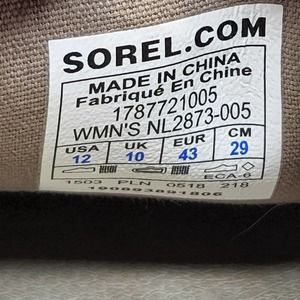 SOREL.COM
MADE IN CHINA
Fabriqué En Chine
1787721005
WMN'S NL2873-005
USA UK EUR CM
12 10 43 29
ECA-6
1503 PLN 0518 218